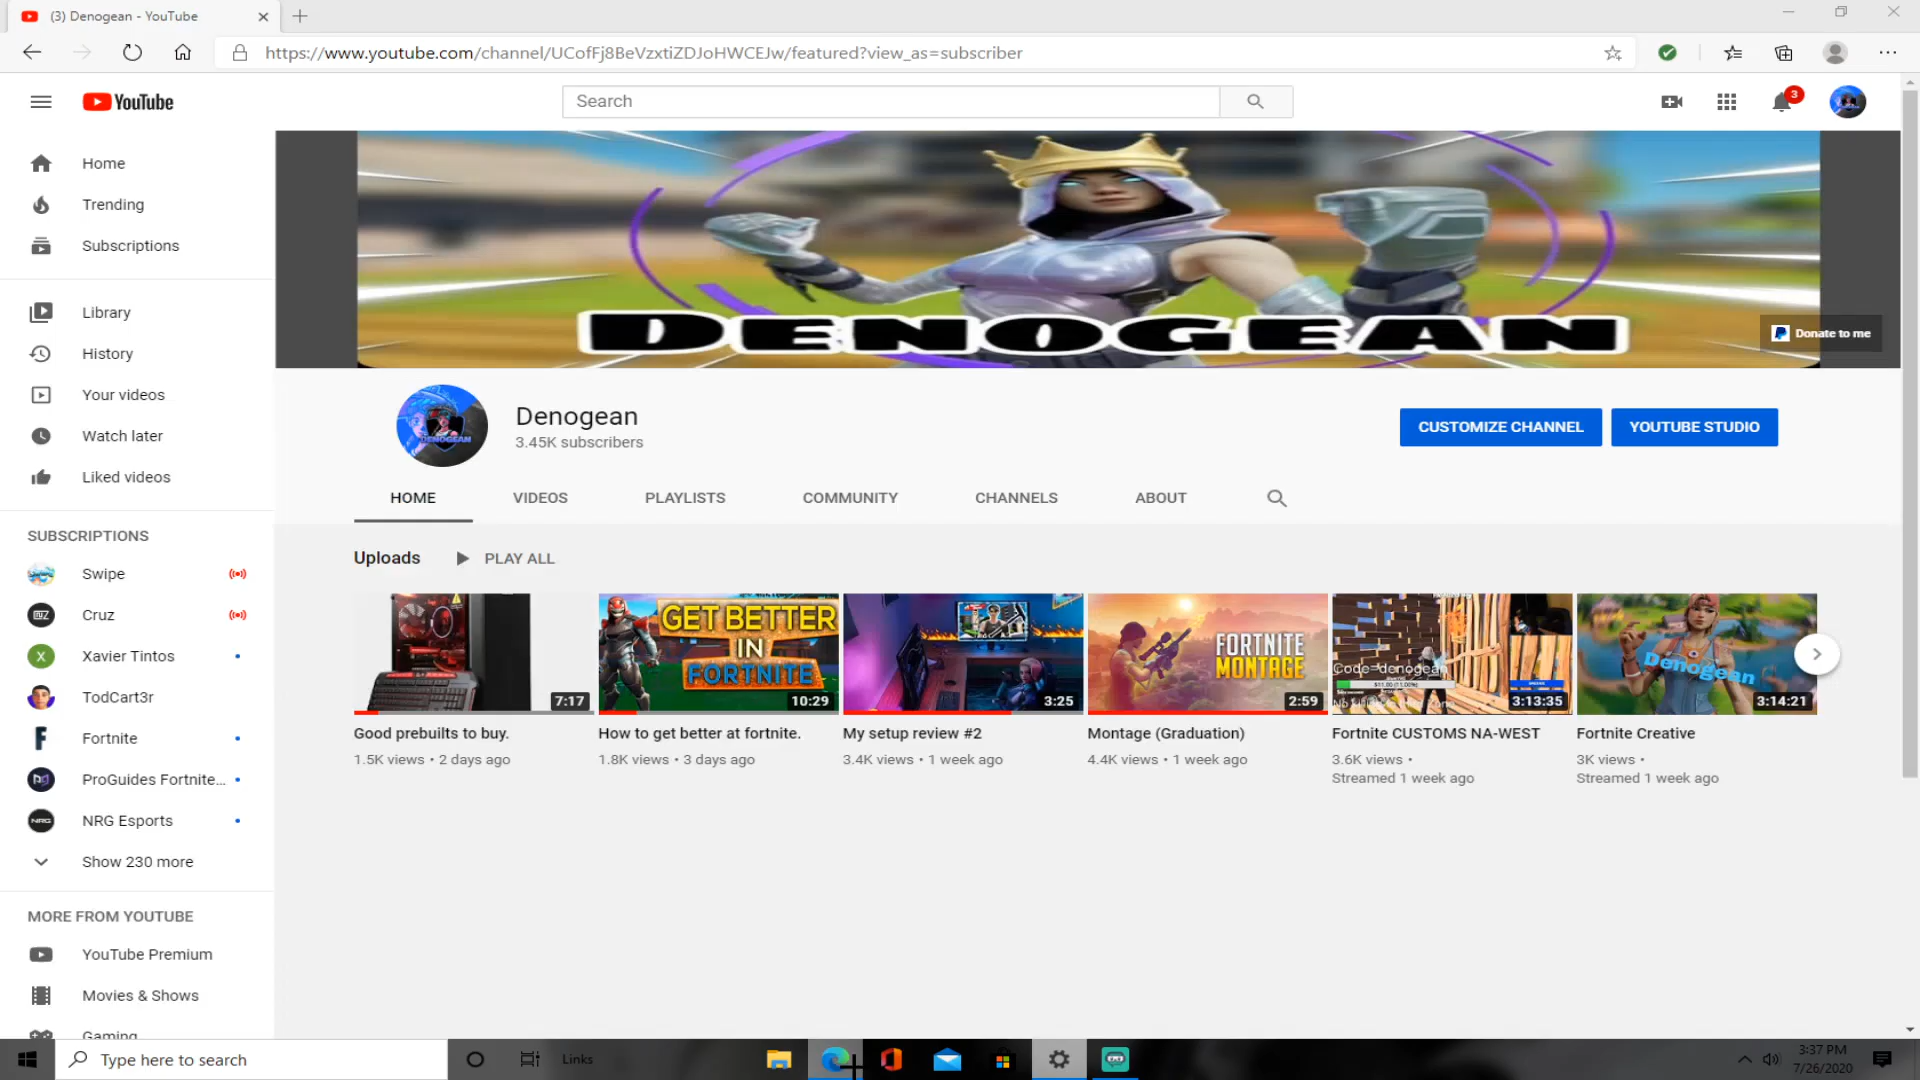 (3) Denogean - YouTube
https://www.youtube.com/channel/UCofFj8BeVzxtiZDJoHWCEJw/featured?view_as=subscriber
YouTube
Search
3
Home
Trending
Subscriptions
Library
History
Your videos
Watch later
Liked videos
SUBSCRIPTIONS
Swipe
Cruz
X
Xavier Tintos
TodCart3r
Fortnite
ProGuides Fortnite...
NRG
NRG Esports
Show 230 more
MORE FROM YOUTUBE
YouTube Premium
Movies & Shows
Gaming
DENOGEAN
Donate to me
DENOGEAN
Denogean
3.45K subscribers
CUSTOMIZE CHANNEL
YOUTUBE STUDIO
HOME
VIDEOS
PLAYLISTS
COMMUNITY
CHANNELS
ABOUT
Uploads
PLAY ALL
7:17
Good prebuilts to buy.
1.5K views • 2 days ago
GET BETTER
IN
FORTNITE
10:29
How to get better at fortnite.
1.8K views • 3 days ago
3:25
My setup review #2
3.4K views • 1 week ago
FORTNITE
MONTAGE
2:59
Montage (Graduation)
4.4K views • 1 week ago
Code=denogean
3:13:35
Fortnite CUSTOMS NA-WEST
3.6K views •
Streamed 1 week ago
Denogean
3:14:21
Fortnite Creative
3K views •
Streamed 1 week ago
Type here to search
Links
3:37 PM
7/26/2020